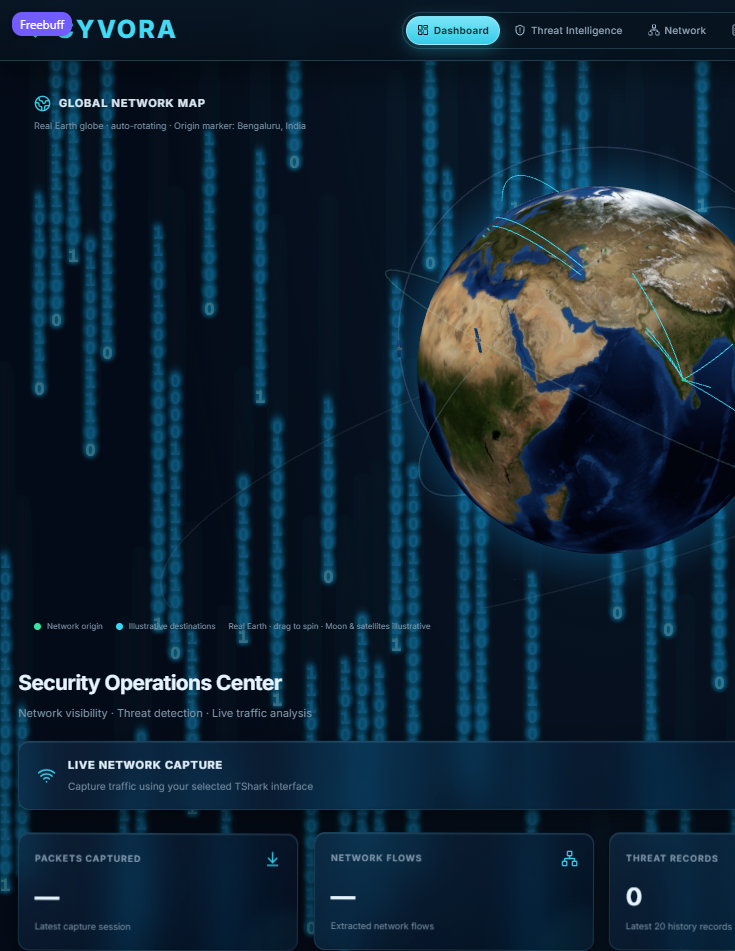 Freebuff
YVORA
Dashboard
Threat Intelligence
Network
GLOBAL NETWORK MAP
Real Earth globe · auto-rotating · Origin marker: Bengaluru, India
Network origin
Illustrative destinations
Real Earth · drag to spin · Moon & satellites illustrative
Security Operations Center
Network visibility · Threat detection · Live traffic analysis
LIVE NETWORK CAPTURE
Capture traffic using your selected TShark interface
PACKETS CAPTURED
—
Latest capture session
NETWORK FLOWS
—
Extracted network flows
THREAT RECORDS
0
Latest 20 history records